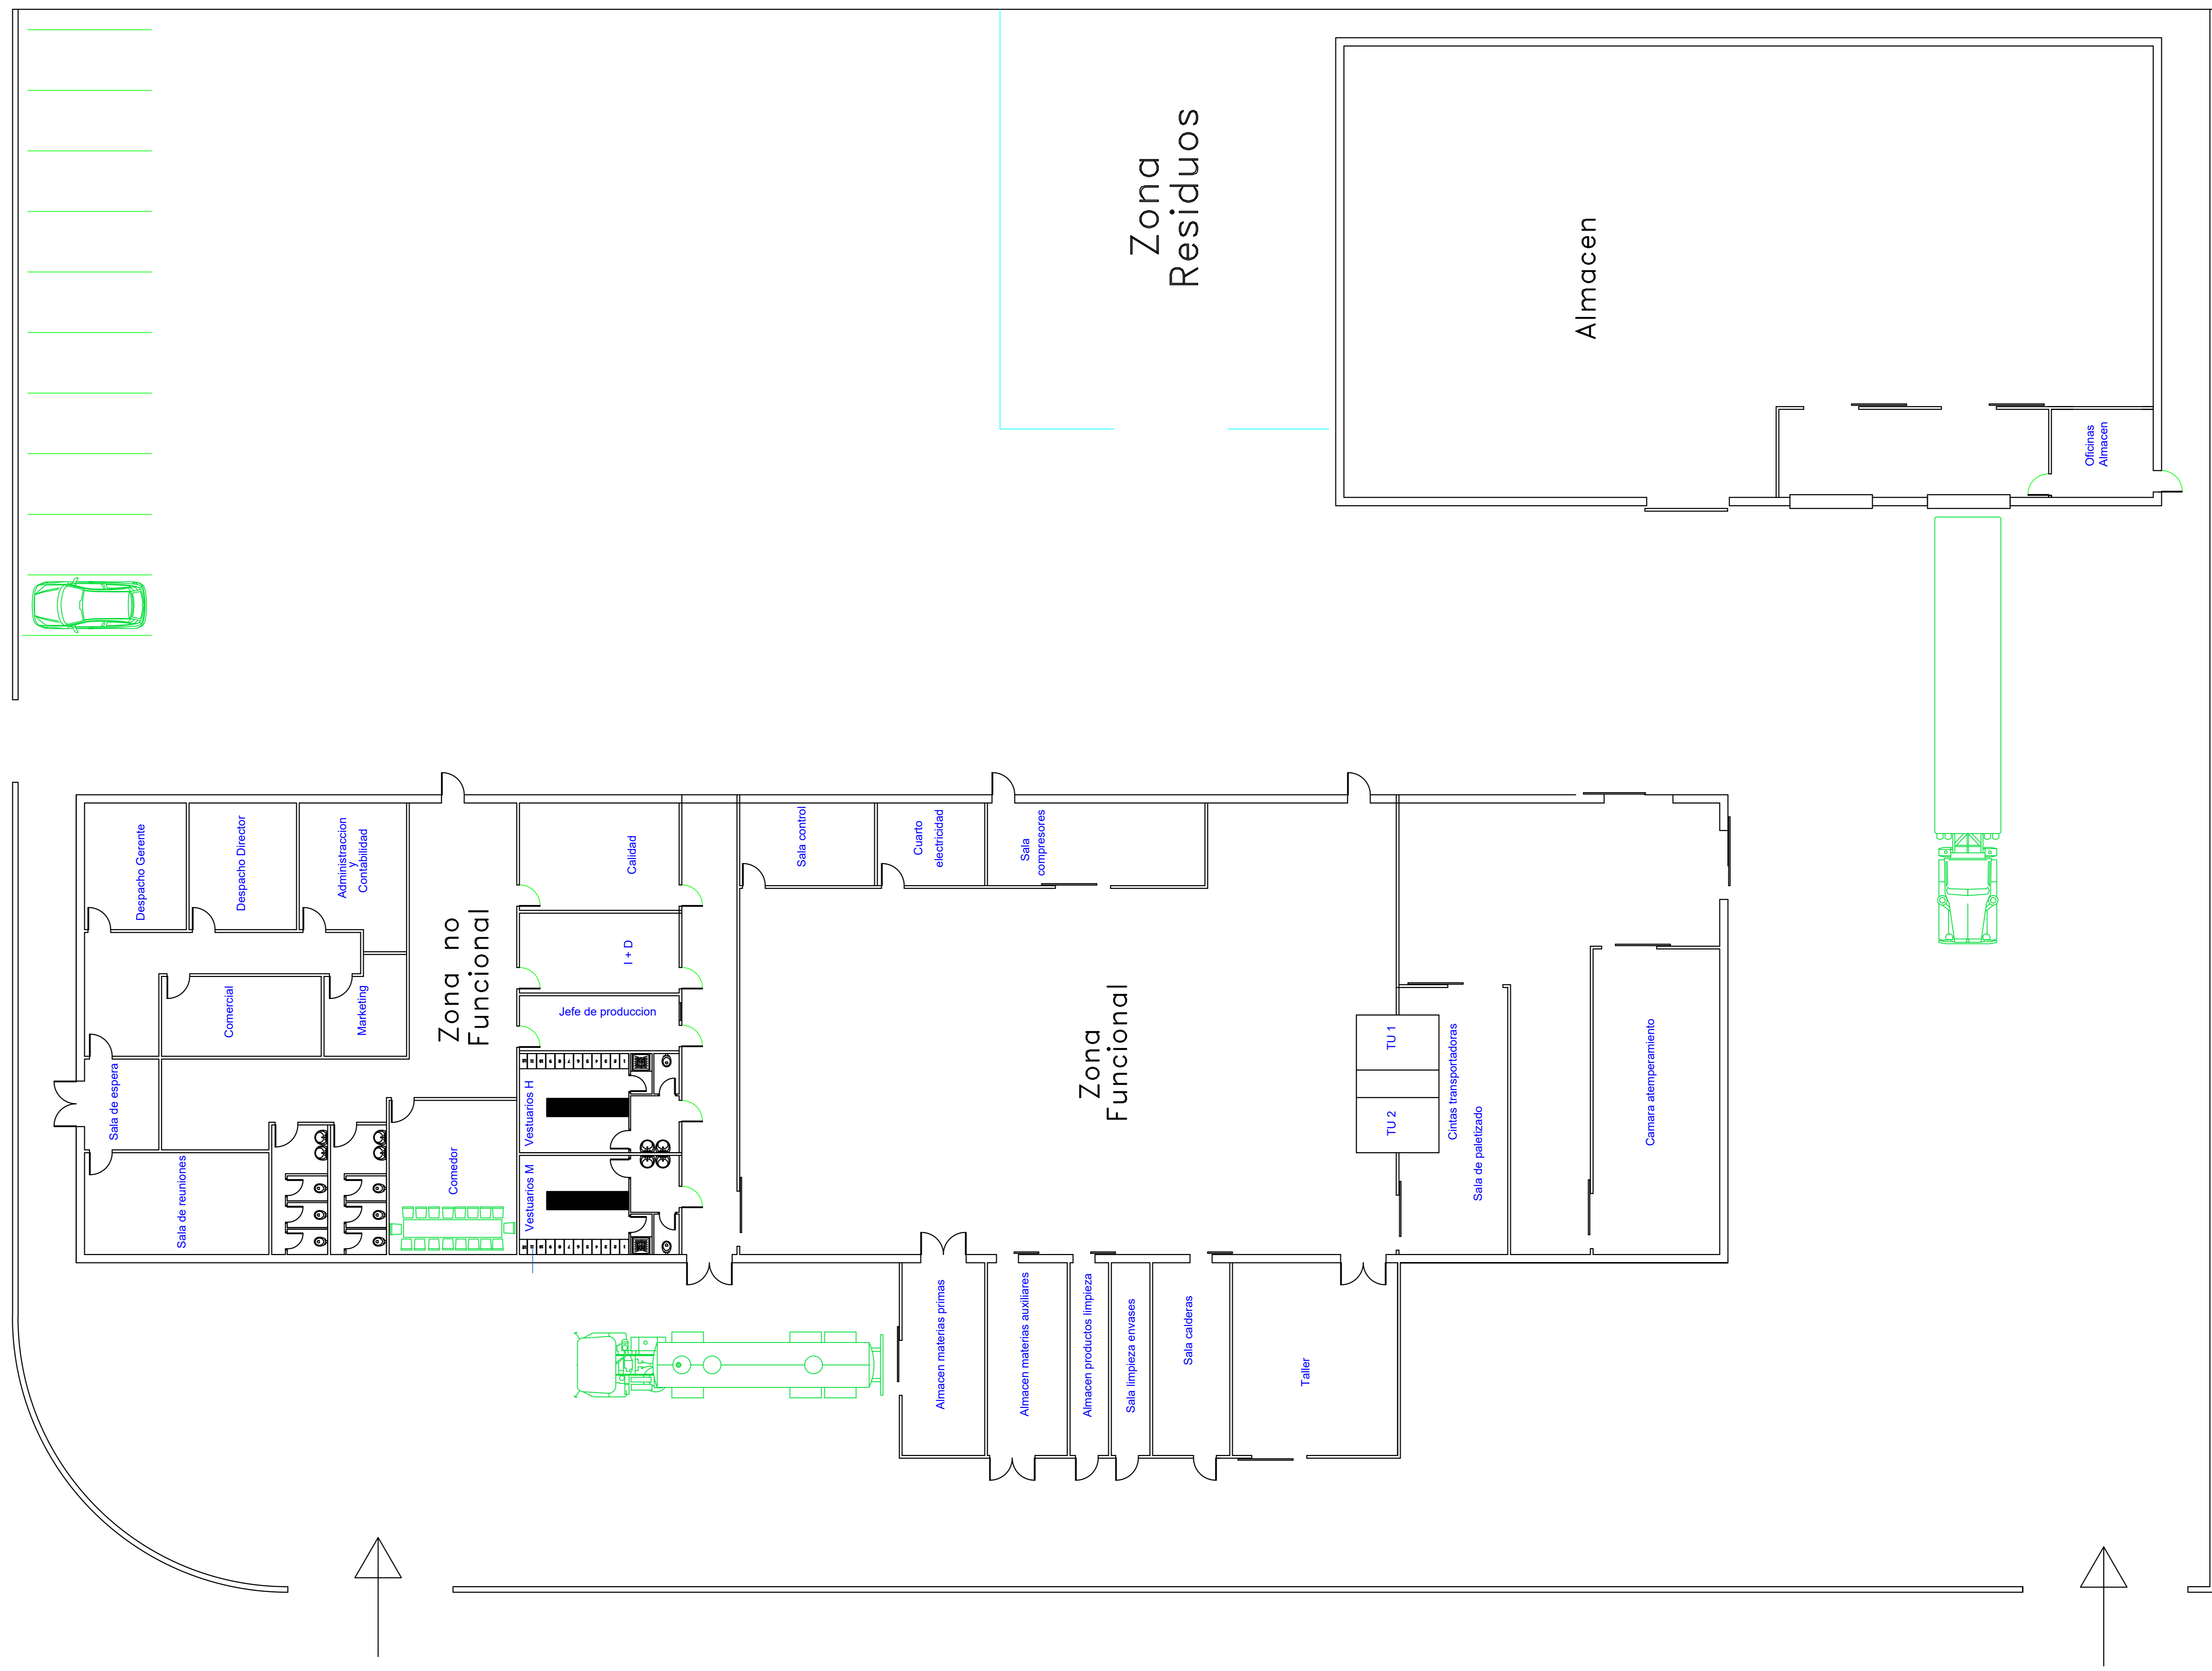 Zona
Residuos
Almacen
Oficinas
Almacen
Despacho Gerente
Despacho Director
Administraccion
y
Contabilidad
Zona no
Funcional
Calidad
I + D
Jefe de produccion
Comercial
Marketing
Sala de espera
Sala de reuniones
Comedor
Vestuarios H
Vestuarios M
Sala control
Cuarto
electricidad
Sala
compresores
Zona
Funcional
TU 1
TU 2
Cintas transportadoras
Sala de paletizado
Camara atemperamiento
Almacen materias primas
Almacen materias auxiliares
Almacen productos limpieza
Sala limpieza envases
Sala calderas
Taller